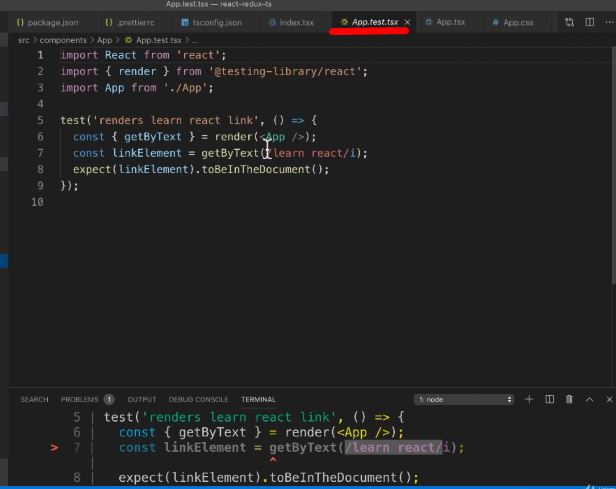 App.test.tsx — react-redux-ts
{} package.json {} .prettierrc tsconfig.json index.tsx App.test.tsx × App.tsx # App.css ...
src > components > App > App.test.tsx > ...
1 import React from 'react';
2 import { render } from '@testing-library/react';
3 import App from './App';
4
5 test('renders learn react link', () => {
6 const { getByText } = render(<App />);
7 const linkElement = getByText(/learn react/i);
8 expect(linkElement).toBeInTheDocument();
9 });
10
SEARCH PROBLEMS 1 OUTPUT DEBUG CONSOLE TERMINAL 1: node
5 | test('renders learn react link', () => {
6 | const { getByText } = render(<App />);
> 7 | const linkElement = getByText(/learn react/i);
| ^
8 | expect(linkElement).toBeInTheDocument();